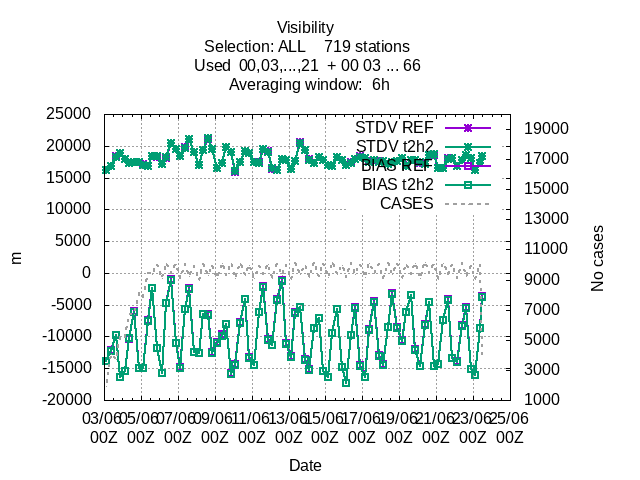 Visibility
Selection: ALL    719 stations
Used  00,03,...,21  + 00 03 ... 66
Averaging window:  6h
25000
20000
15000
10000
5000
0
-5000
-10000
-15000
-20000
m
STDV REF
STDV t2h2
BIAS REF
BIAS t2h2
CASES
19000
17000
15000
13000
11000
9000
7000
5000
3000
1000
No cases
03/06 05/06 07/06 09/06 11/06 13/06 15/06 17/06 19/06 21/06 23/06 25/06
00Z 00Z 00Z 00Z 00Z 00Z 00Z 00Z 00Z 00Z 00Z 00Z
Date